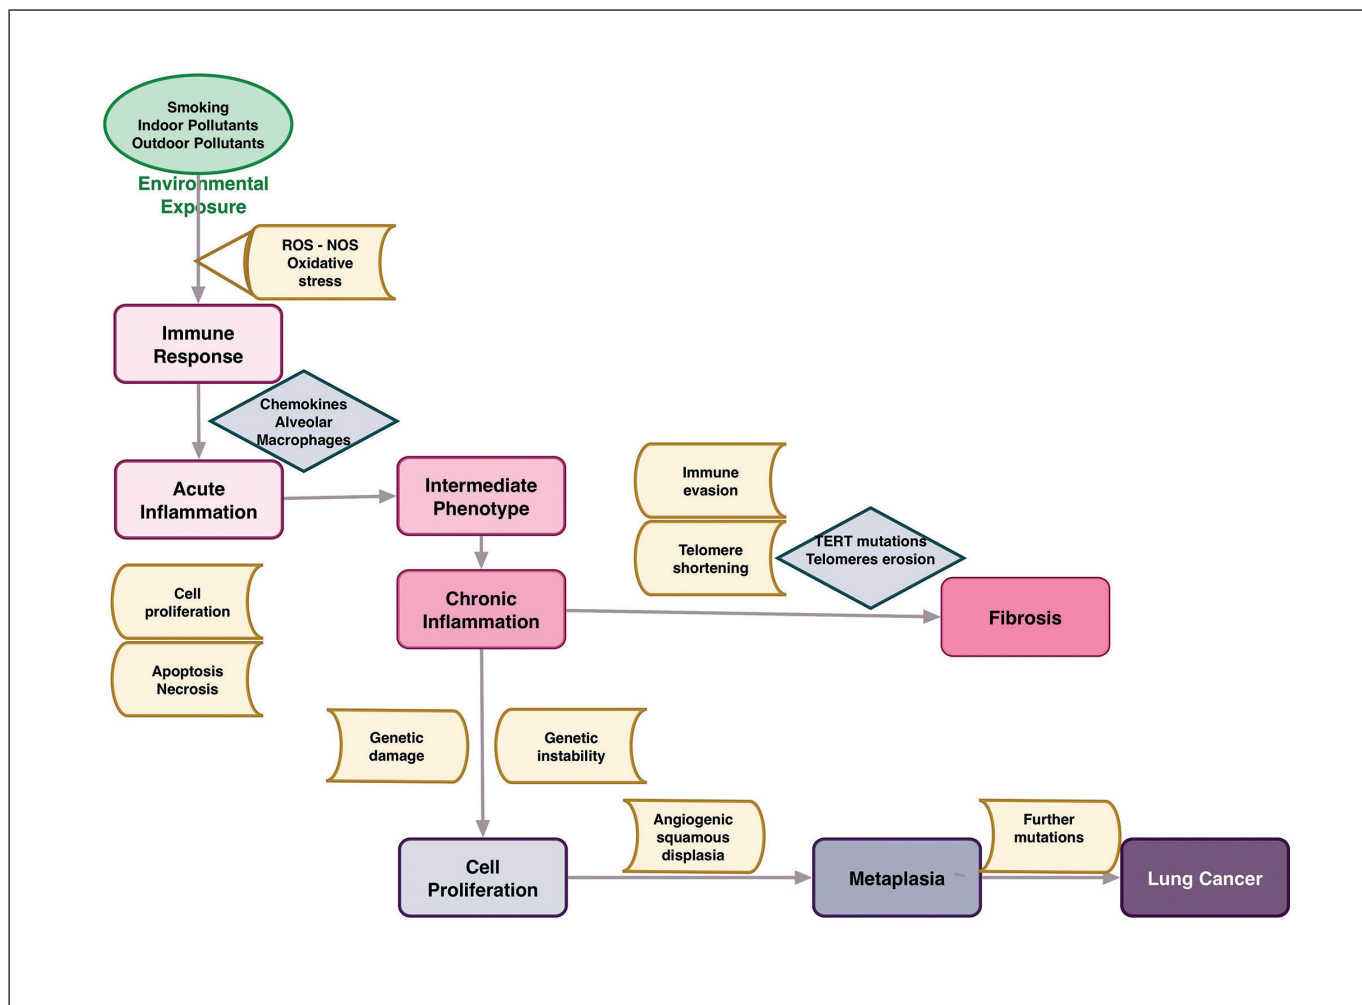 Smoking
Indoor Pollutants
Outdoor Pollutants
Environmental
Exposure
ROS - NOS
Oxidative
stress
Immune
Response
Chemokines
Alveolar
Macrophages
Acute
Inflammation
Intermediate
Phenotype
Immune
evasion
Telomere
shortening
TERT mutations
Telomeres erosion
Cell
proliferation
Apoptosis
Necrosis
Chronic
Inflammation
Fibrosis
Genetic
damage
Genetic
instability
Cell
Proliferation
Angiogenic
squamous
displasia
Metaplasia
Further
mutations
Lung Cancer